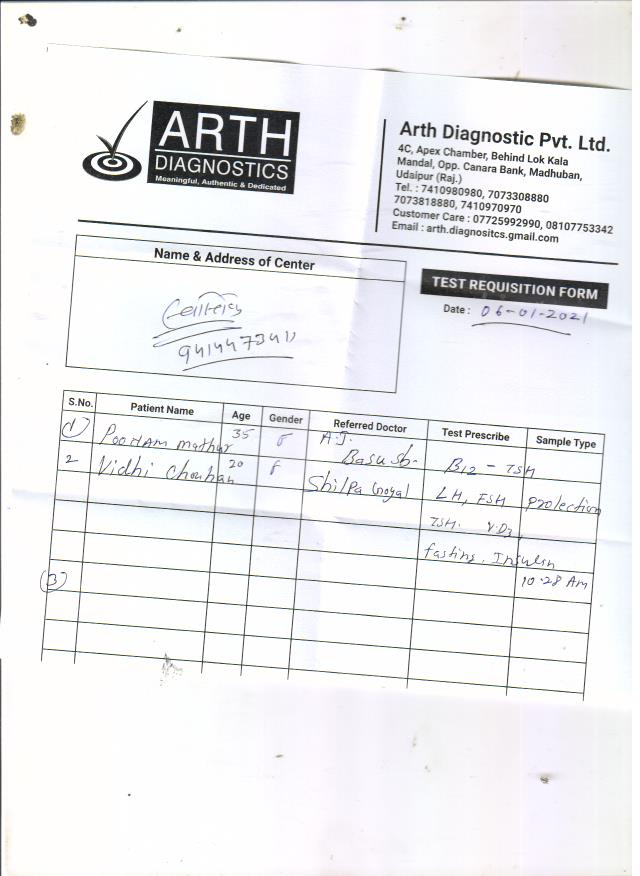 ARTH
DIAGNOSTICS
Meaningful, Authentic & Dedicated
Arth Diagnostic Pvt. Ltd.
4C, Apex Chamber, Behind Lok Kala
Mandal, Opp. Canara Bank, Madhuban,
Udaipur (Raj.)
Tel. : 7410980980, 7073308880
7073818880, 7410970970
Customer Care : 07725992990, 08107753342
Email : arth.diagnositcs.gmail.com
Name & Address of Center
TEST REQUISITION FORM
Date : 06-01-2021
S.No. Patient Name Age Gender Referred Doctor Test Prescribe Sample Type
1 Poonam mathur 35 A.J. B12 - TSH
Basu Sb.
2 Vidhi Chouhan 20 f Shilpa Goyal LH, FSH prolection
TSH. V.D3,
fasting. Insulin
3 10.28 Am